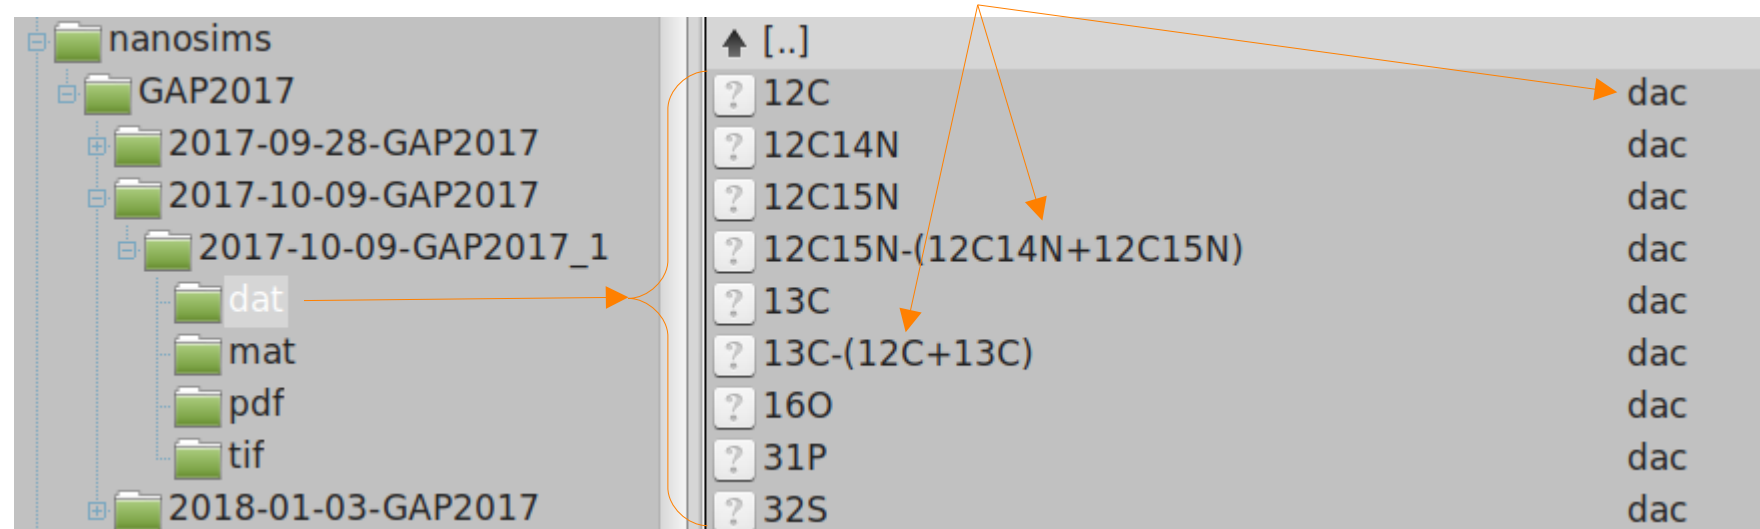 nanosims
GAP2017
2017-09-28-GAP2017
2017-10-09-GAP2017
2017-10-09-GAP2017_1
dat
mat
pdf
tif
2018-01-03-GAP2017
[..]
12C dac
12C14N dac
12C15N dac
12C15N-(12C14N+12C15N) dac
13C dac
13C-(12C+13C) dac
16O dac
31P dac
32S dac